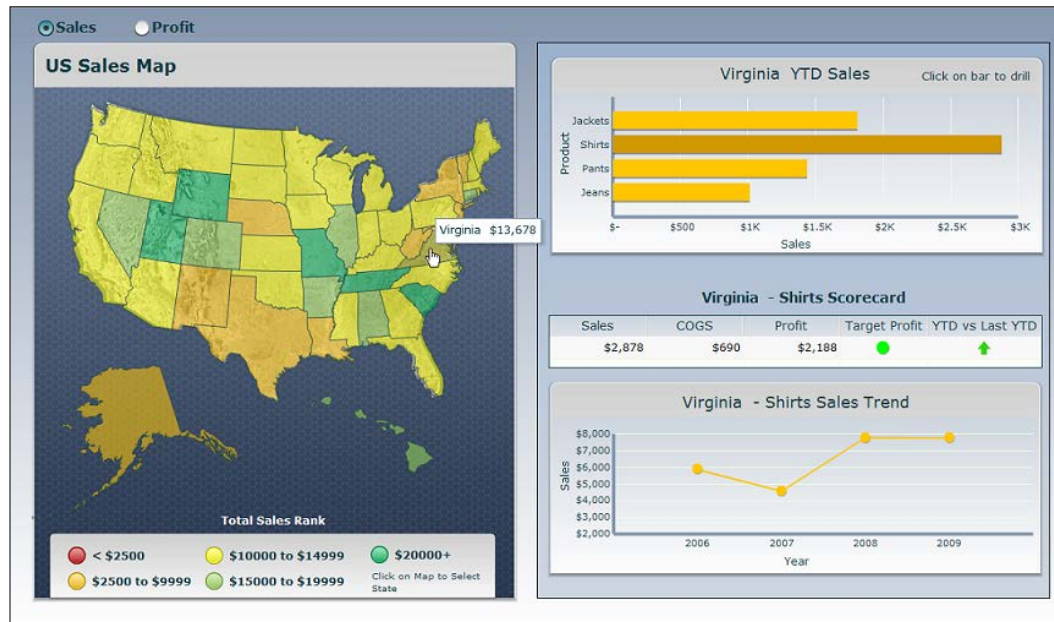 Sales Profit
US Sales Map
Virginia $13,678
Total Sales Rank
< $2500 $10000 to $14999 $20000+
$2500 to $9999 $15000 to $19999 Click on Map to Select
State
Virginia YTD Sales Click on bar to drill
Product
Jackets
Shirts
Pants
Jeans
$- $500 $1K $1.5K $2K $2.5K $3K
Sales
Virginia - Shirts Scorecard
Sales COGS Profit Target Profit YTD vs Last YTD
$2,878 $690 $2,188
Virginia - Shirts Sales Trend
Sales
$8,000
$7,000
$6,000
$5,000
$4,000
$3,000
$2,000
2006 2007 2008 2009
Year